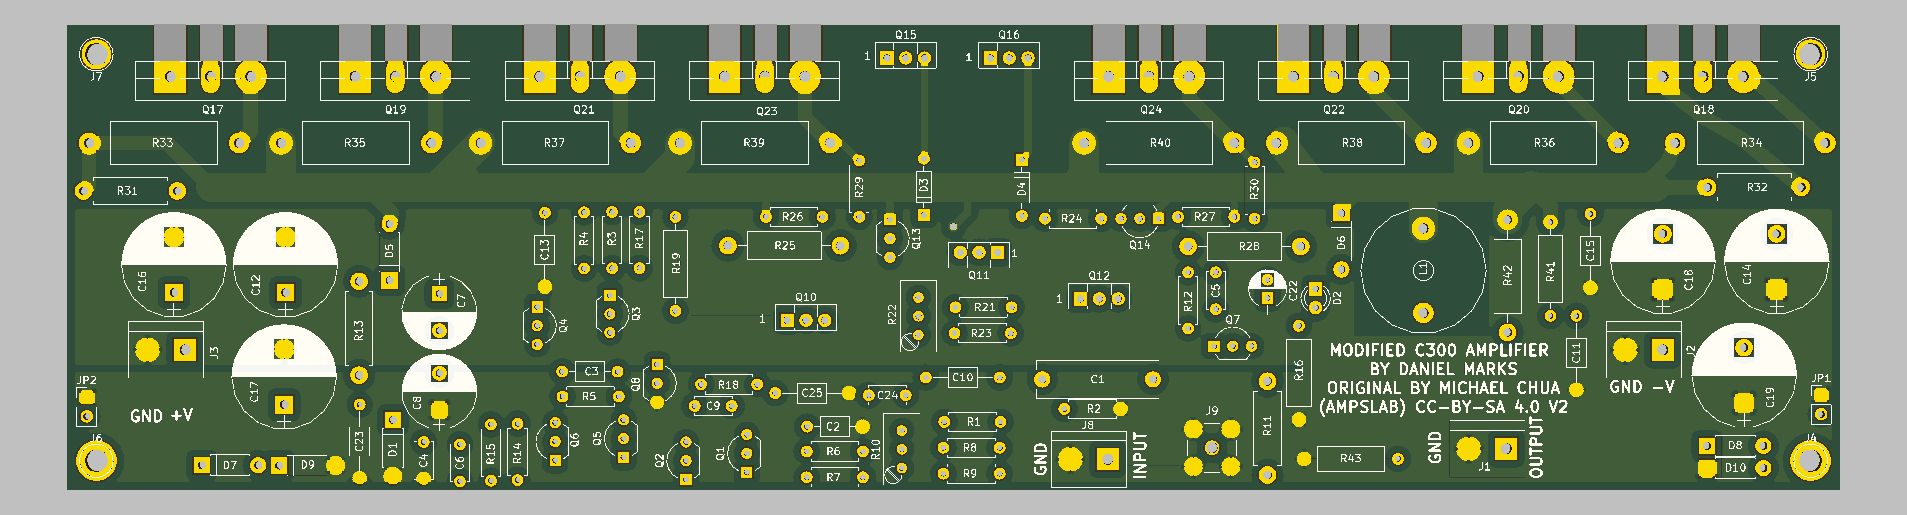 Q15 Q16
1 1
J7 J5
Q17 Q19 Q21 Q23 Q24 Q22 Q20 Q18
R33 R35 R37 R39 R40 R38 R36 R34
R31 R29 D3 D4 R30 R32
R26 R24 R27
C16 C12 D5 C13 R4 R3 R17 R19 R25 Q13 Q14 R28 D6 L1 R42 R41 C15 C18 C14
Q11 1
C7 Q10 1 R22 R21 Q12 1 R12 C5 C22 D2
R13 Q4 Q3 R23 Q7
J3 J2
MODIFIED C300 AMPLIFIER
BY DANIEL MARKS
ORIGINAL BY MICHAEL CHUA
(AMPSLAB) CC-BY-SA 4.0 V2
C11 R16
GND -V
JP2 C17 C8 C3 Q8 R18 C10 C1 JP1
R5 C9 C25 C24 R2 C19
GND +V
J6 C23 D1 C4 C6 R15 R14 Q6 Q5 Q2 Q1 C2 R10 R1 J8 J9 R11 J4
R6 R8 GND INPUT GND J1 OUTPUT D8
D7 D9 R7 R9 R43 D10